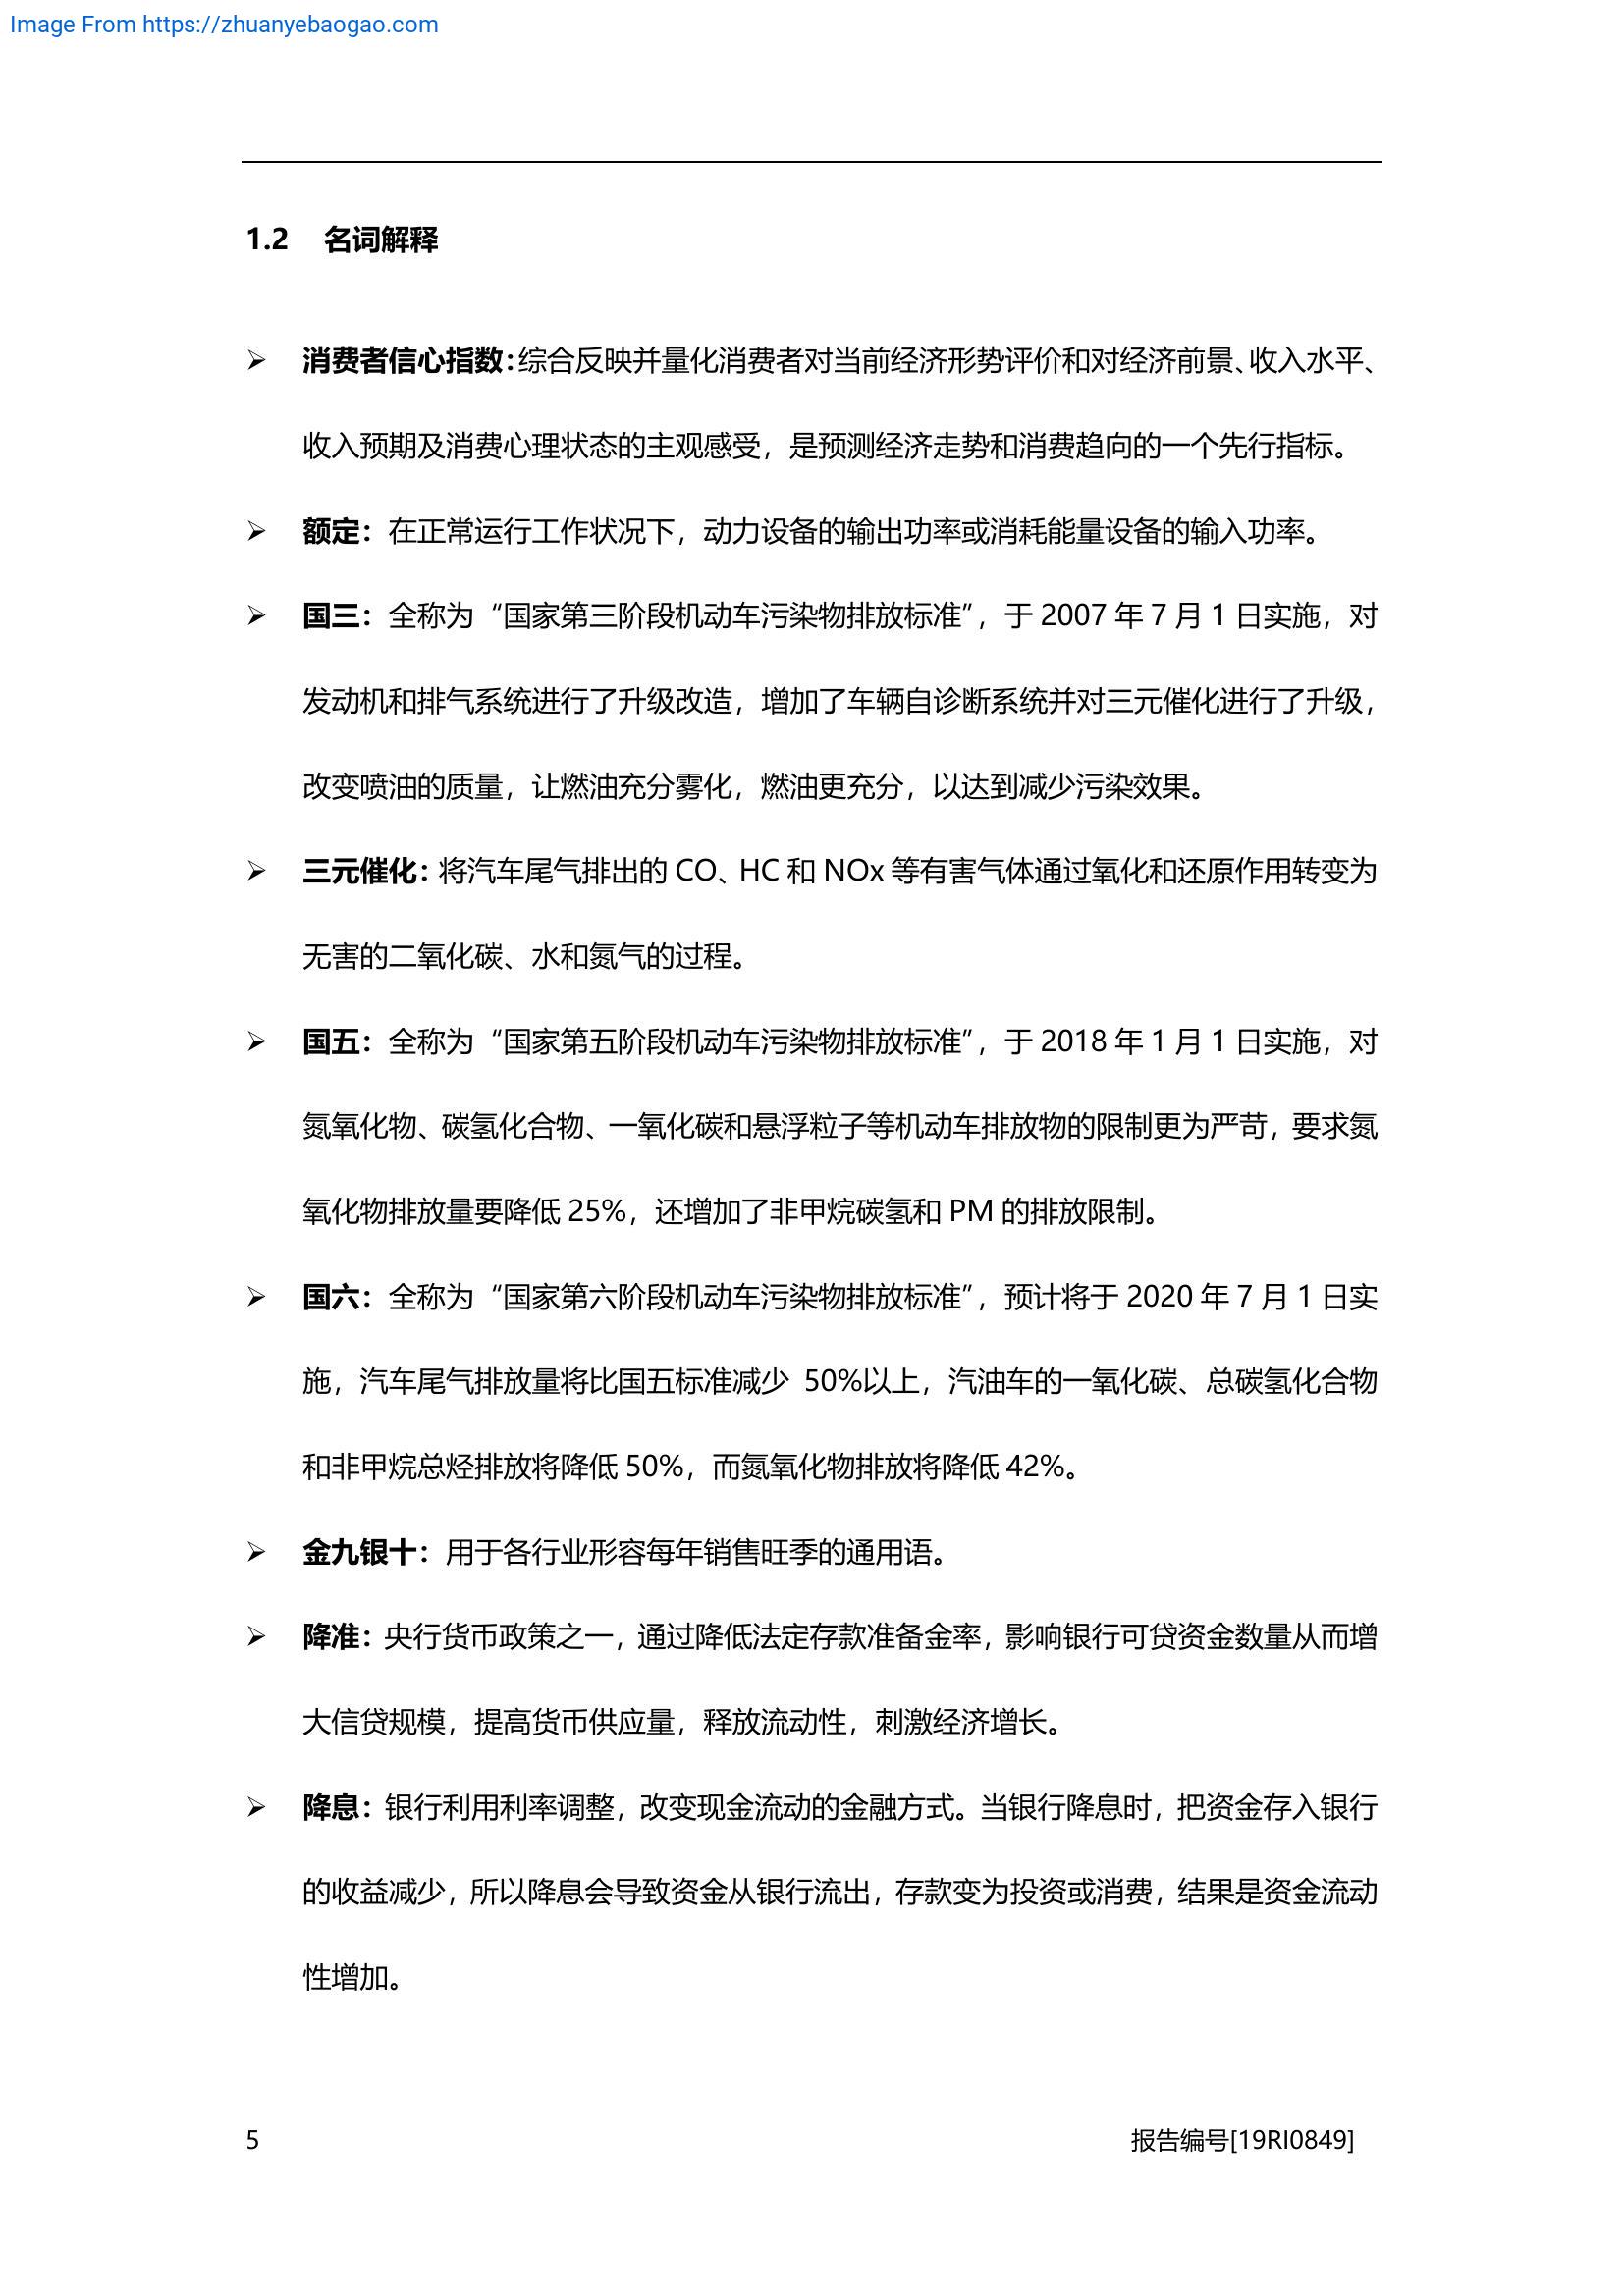 Image From https://zhuanyebaogao.com
1.2 名词解释
➢ 消费者信心指数：综合反映并量化消费者对当前经济形势评价和对经济前景、收入水平、
收入预期及消费心理状态的主观感受，是预测经济走势和消费趋向的一个先行指标。
➢ 额定：在正常运行工作状况下，动力设备的输出功率或消耗能量设备的输入功率。
➢ 国三：全称为“国家第三阶段机动车污染物排放标准”，于 2007 年 7 月 1 日实施，对
发动机和排气系统进行了升级改造，增加了车辆自诊断系统并对三元催化进行了升级，
改变喷油的质量，让燃油充分雾化，燃油更充分，以达到减少污染效果。
➢ 三元催化：将汽车尾气排出的 CO、HC 和 NOx 等有害气体通过氧化和还原作用转变为
无害的二氧化碳、水和氮气的过程。
➢ 国五：全称为“国家第五阶段机动车污染物排放标准”，于 2018 年 1 月 1 日实施，对
氮氧化物、碳氢化合物、一氧化碳和悬浮粒子等机动车排放物的限制更为严苛，要求氮
氧化物排放量要降低 25%，还增加了非甲烷碳氢和 PM 的排放限制。
➢ 国六：全称为“国家第六阶段机动车污染物排放标准”，预计将于 2020 年 7 月 1 日实
施，汽车尾气排放量将比国五标准减少 50%以上，汽油车的一氧化碳、总碳氢化合物
和非甲烷总烃排放将降低 50%，而氮氧化物排放将降低 42%。
➢ 金九银十：用于各行业形容每年销售旺季的通用语。
➢ 降准：央行货币政策之一，通过降低法定存款准备金率，影响银行可贷资金数量从而增
大信贷规模，提高货币供应量，释放流动性，刺激经济增长。
➢ 降息：银行利用利率调整，改变现金流动的金融方式。当银行降息时，把资金存入银行
的收益减少，所以降息会导致资金从银行流出，存款变为投资或消费，结果是资金流动
性增加。
5 报告编号[19RI0849]